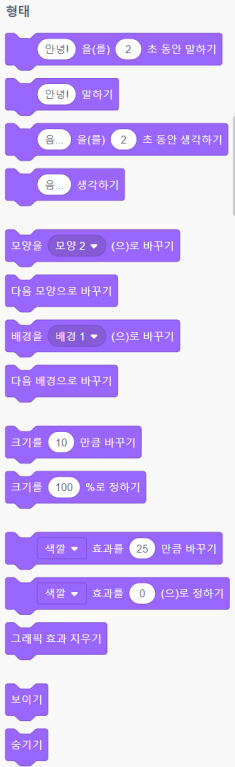 형태
안녕! 을(를) 2 초 동안 말하기
안녕! 말하기
음... 을(를) 2 초 동안 생각하기
음... 생각하기
모양을 모양 2 (으)로 바꾸기
다음 모양으로 바꾸기
배경을 배경 1 (으)로 바꾸기
다음 배경으로 바꾸기
크기를 10 만큼 바꾸기
크기를 100 %로 정하기
색깔 효과를 25 만큼 바꾸기
색깔 효과를 0 (으)로 정하기
그래픽 효과 지우기
보이기
숨기기